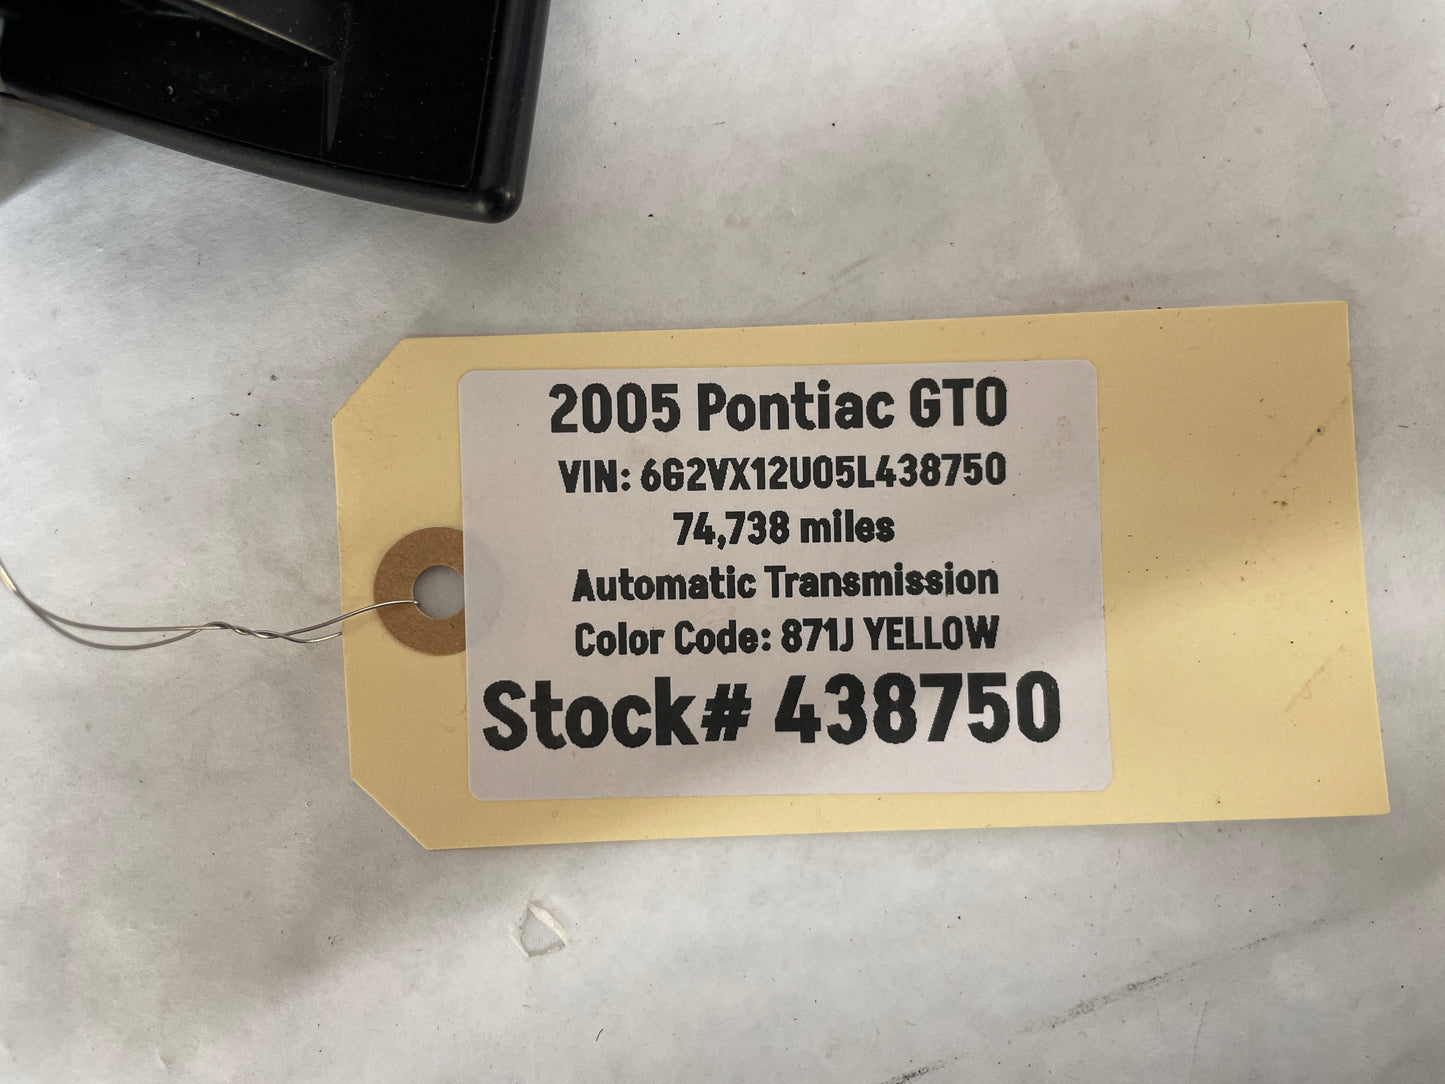 2005 Pontiac GTO
VIN: 6G2VX12U05L438750
74,738 miles
Automatic Transmission
Color Code: 871J YELLOW
Stock# 438750